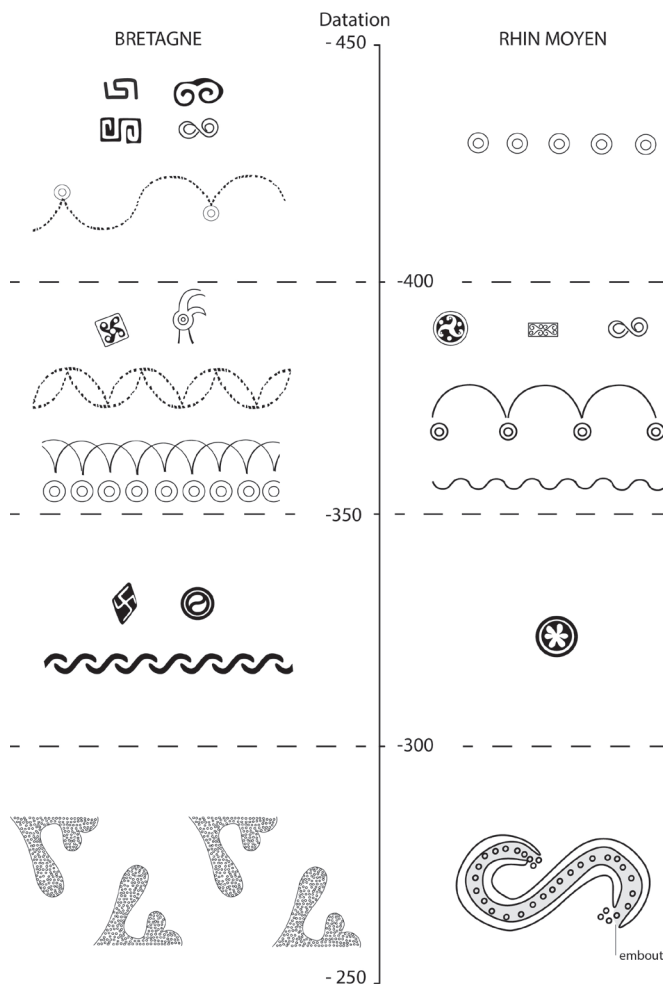 Datation
BRETAGNE
- 450
RHIN MOYEN
-400
-350
-300
embout
- 250